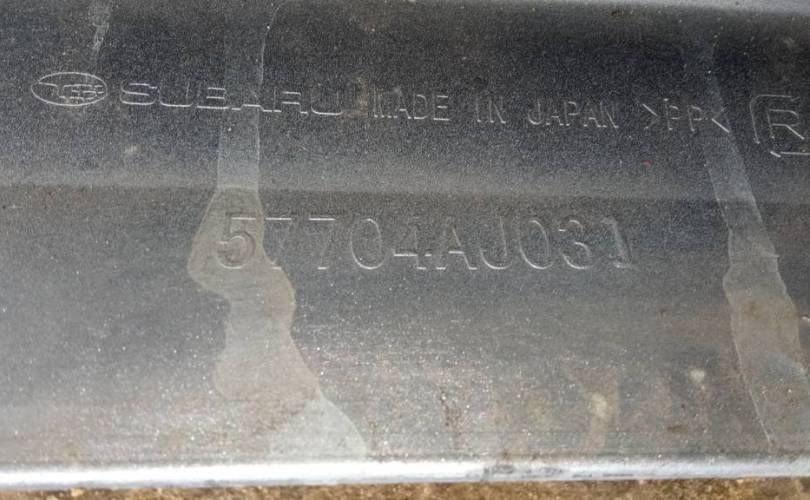 SUBARU MADE IN JAPAN >PP< R
57704AJ031